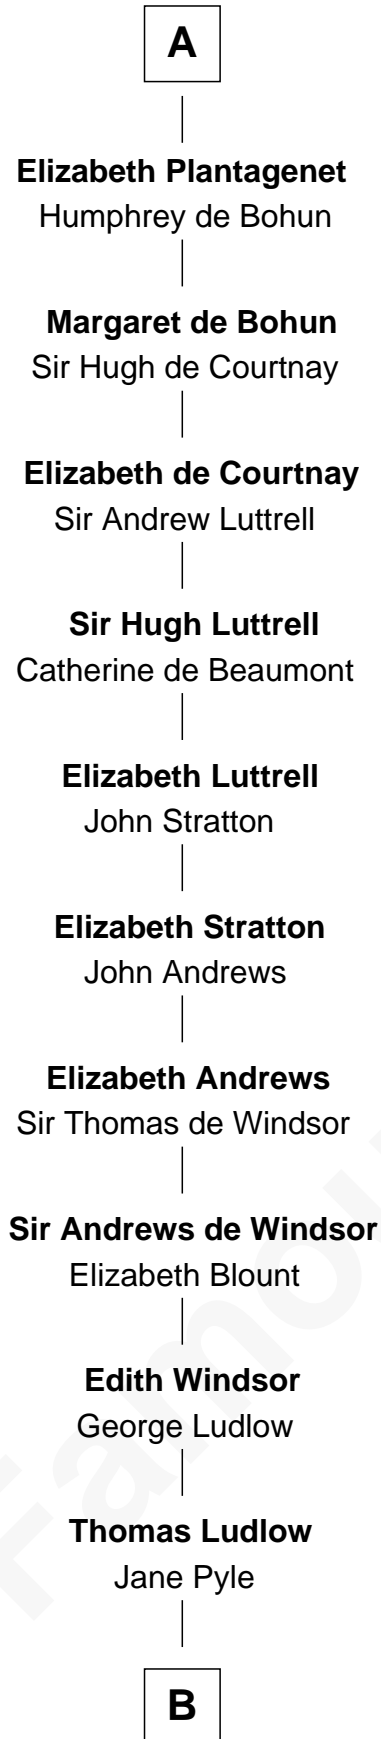 A
Elizabeth Plantagenet
Humphrey de Bohun
Margaret de Bohun
Sir Hugh de Courtnay
Elizabeth de Courtnay
Sir Andrew Luttrell
Sir Hugh Luttrell
Catherine de Beaumont
Elizabeth Luttrell
John Stratton
Elizabeth Stratton
John Andrews
Elizabeth Andrews
Sir Thomas de Windsor
Sir Andrews de Windsor
Elizabeth Blount
Edith Windsor
George Ludlow
Thomas Ludlow
Jane Pyle
B